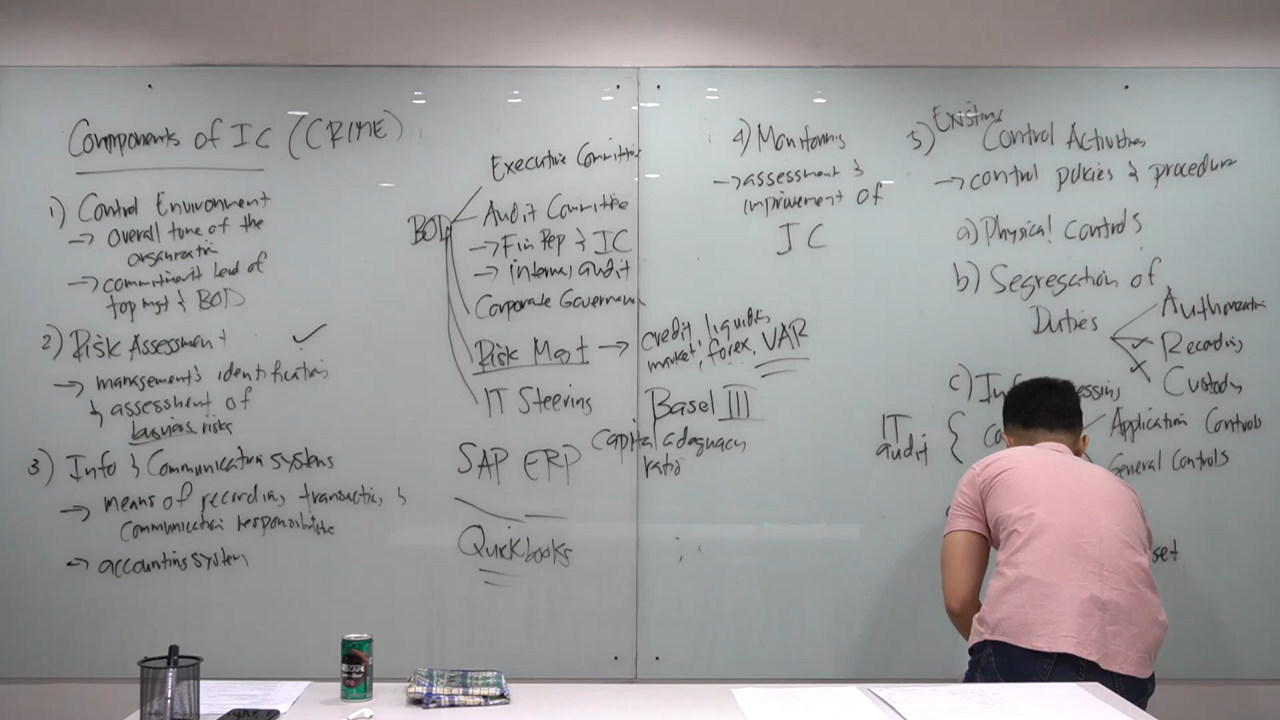 Components of IC (CRIME)
1) Control Environment
→ overall tone of the
organization
→ commitment level of
top mgt & BOD
2) Risk Assessment ✓
→ management's identification
& assessment of
business risks
3) Info & Communication systems
→ means of recording transactions &
communication responsibilities
→ accounting system
BOD
Executive Committee
Audit Committee
→ Fin Rep & IC
→ internal audit
Corporate Governance
Risk Mgt → credit, liquidity,
market, forex, VAR
IT Steering
Basel III
capital adequacy
ratio
SAP ERP
Quickbooks
4) Monitoring
→ assessment &
improvement of
IC
5) Existing Control Activities
→ control policies & procedure
a) Physical controls
b) Segregation of
Duties
Authorization
Recording
Custody
c)
IT
audit
Application Controls
General Controls